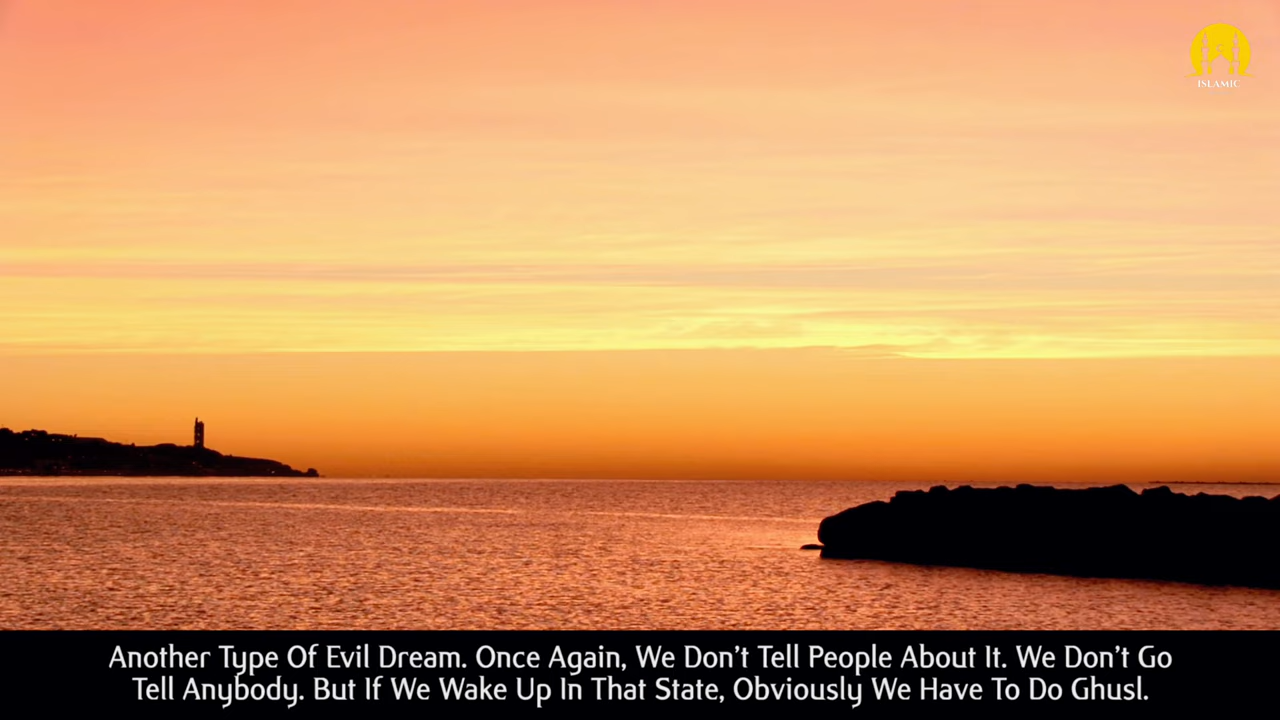 ISLAMIC
Another Type Of Evil Dream. Once Again, We Don't Tell People About It. We Don't Go
Tell Anybody. But If We Wake Up In That State, Obviously We Have To Do Ghusl.